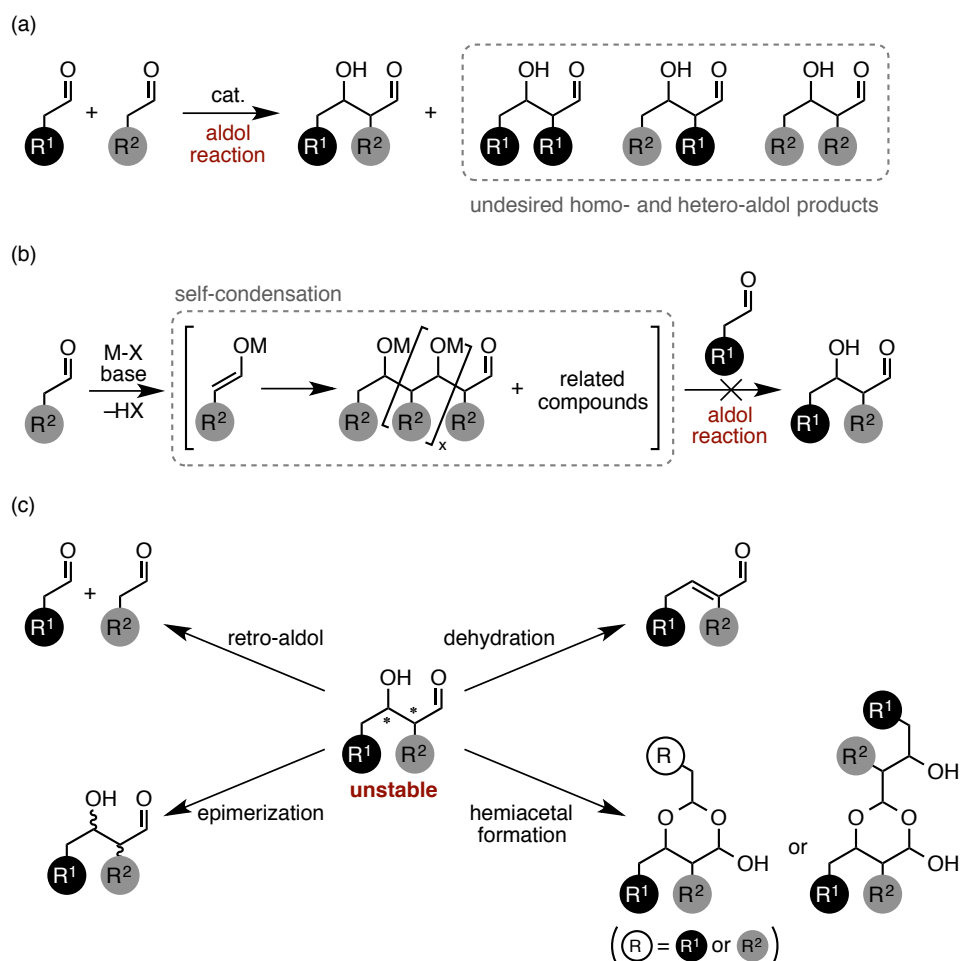 (a)
O O OH O OH O OH O OH O
R¹ + R² cat. aldol reaction R¹ R² + R¹ R¹ R² R¹ R² R²
undesired homo- and hetero-aldol products
(b)
self-condensation
O M-X base –HX OM OM OM O + related compounds O OH O
R² R² R² R² R² x R¹ aldol reaction R¹ R²
(c)
O O O
R¹ + R² retro-aldol dehydration R¹ R²
OH O
* *
R¹ R²
unstable
OH O epimerization hemiacetal formation
R¹ R²
R
O O
OH
R¹ R²
or
R¹
R² OH
O O
OH
R¹ R²
(R = R¹ or R²)